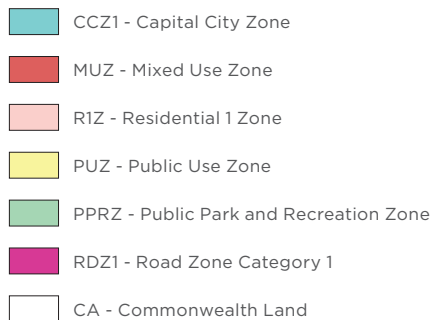 CCZ1 - Capital City Zone
MUZ - Mixed Use Zone
R1Z - Residential 1 Zone
PUZ - Public Use Zone
PPRZ - Public Park and Recreation Zone
RDZ1 - Road Zone Category 1
CA - Commonwealth Land